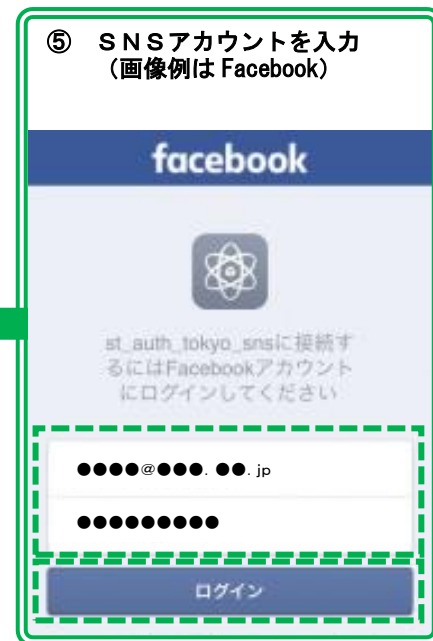 ⑤　ＳＮＳアカウントを入力
(画像例は Facebook)
facebook
st_auth_tokyo_snsに接続す
るにはFacebookアカウント
にログインしてください
●●●●@●●●. ●●. jp
●●●●●●●●●
ログイン